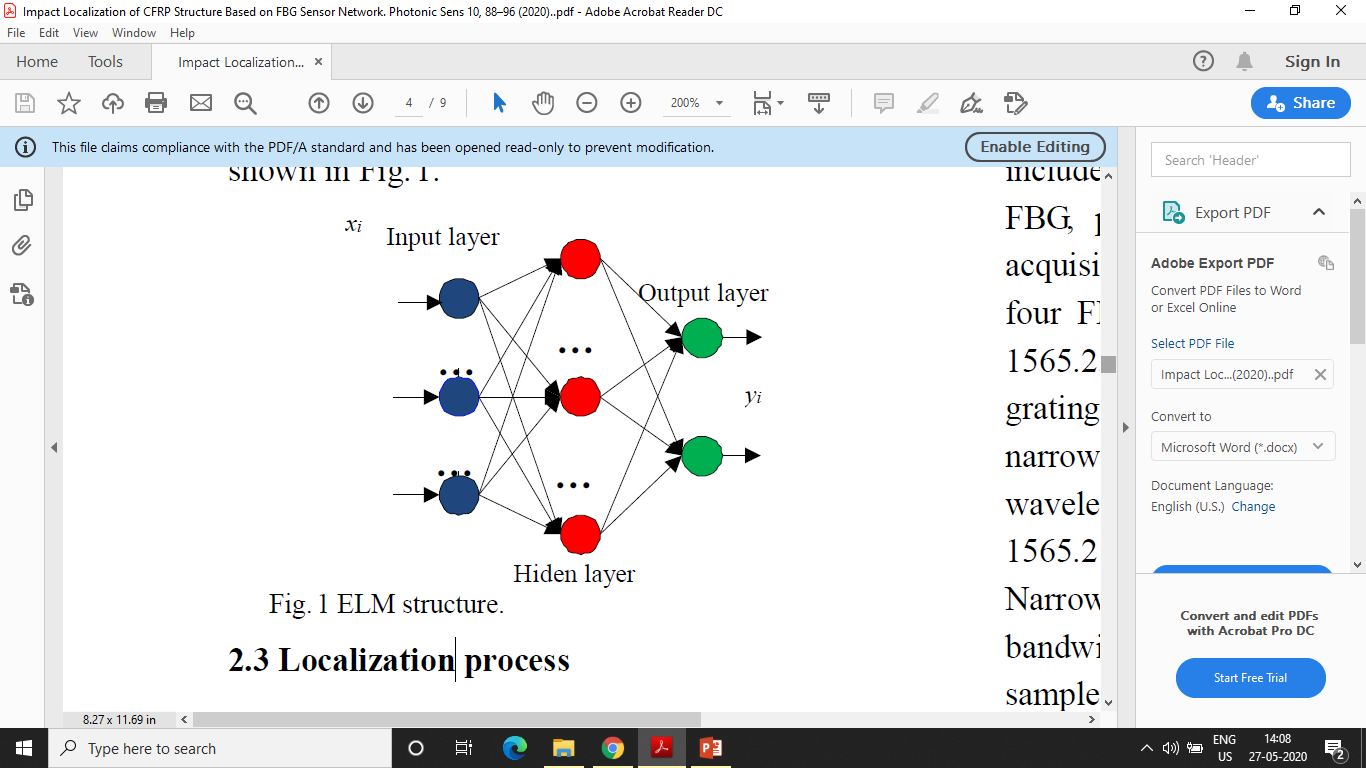 Impact Localization of CFRP Structure Based on FBG Sensor Network. Photonic Sens 10, 88–96 (2020)..pdf - Adobe Acrobat Reader DC
File Edit View Window Help
Home Tools Impact Localization... ×
? Sign In
4 / 9
200%
Share
This file claims compliance with the PDF/A standard and has been opened read-only to prevent modification.
Enable Editing
shown in Fig. 1.
xi
Input layer
Output layer
...
...
yi
...
...
Hiden layer
Fig. 1 ELM structure.
2.3 Localization process
include
FBG,
acquisi
four
1565.2
grating
narrow
wavele
1565.2
Narrow
bandwi
sample
8.27 x 11.69 in
Search 'Header'
Export PDF
Adobe Export PDF
Convert PDF Files to Word
or Excel Online
Select PDF File
Impact Loc...(2020)..pdf
Convert to
Microsoft Word (*.docx)
Document Language:
English (U.S.) Change
Convert and edit PDFs
with Acrobat Pro DC
Start Free Trial
Type here to search
ENG
US
14:08
27-05-2020
2